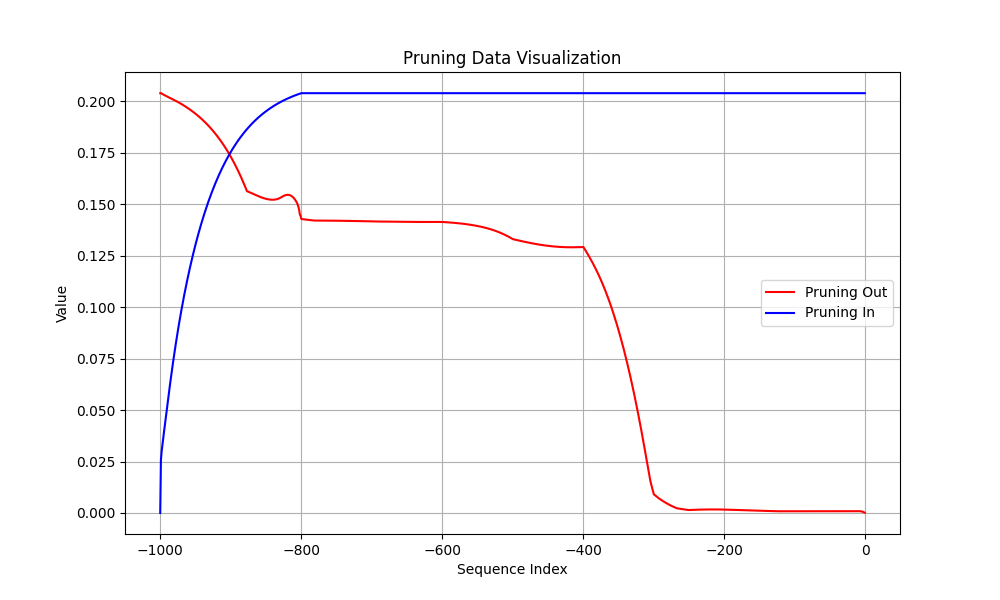 Pruning Data Visualization
Value
0.200
0.175
0.150
0.125
0.100
0.075
0.050
0.025
0.000
Pruning Out
Pruning In
−1000 −800 −600 −400 −200 0
Sequence Index